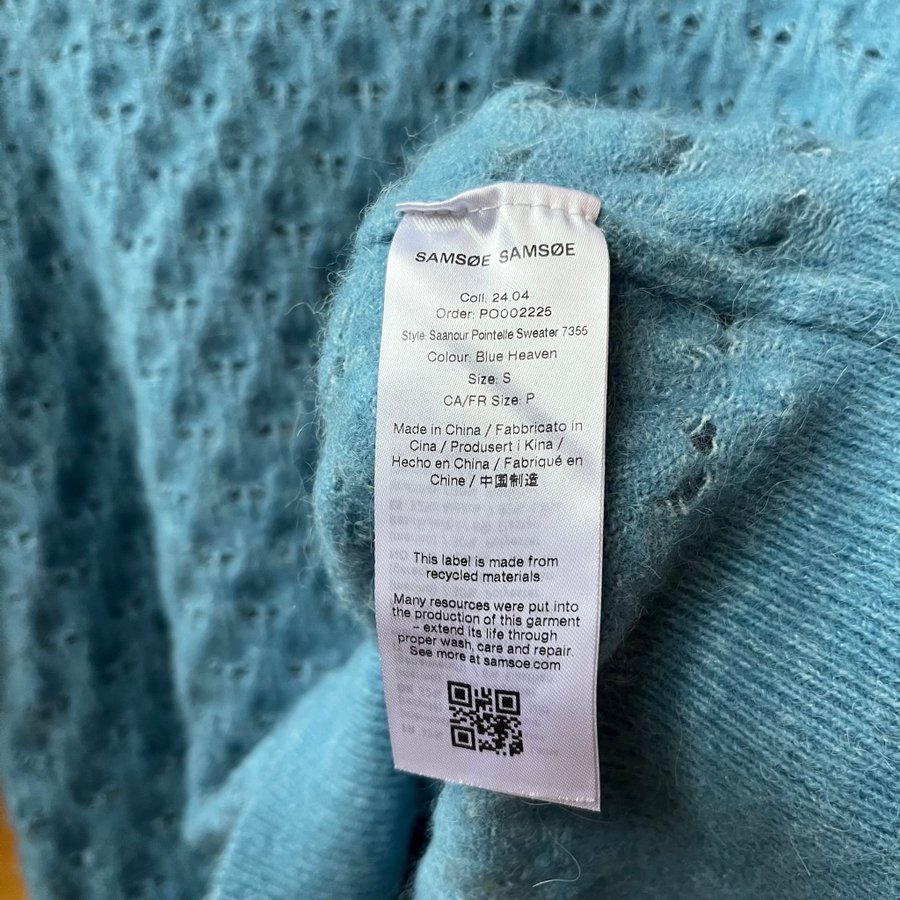 SAMSØE SAMSØE
Coll: 24.04
Order: PO002225
Style: Saanour Pointelle Sweater 7355
Colour: Blue Heaven
Size: S
CA/FR Size: P
Made in China / Fabbricato in
Cina / Produsert i Kina /
Hecho en China / Fabriqué en
Chine / 中国制造
This label is made from
recycled materials.
Many resources were put into
the production of this garment
– extend its life through
proper wash, care and repair.
See more at samsoe.com